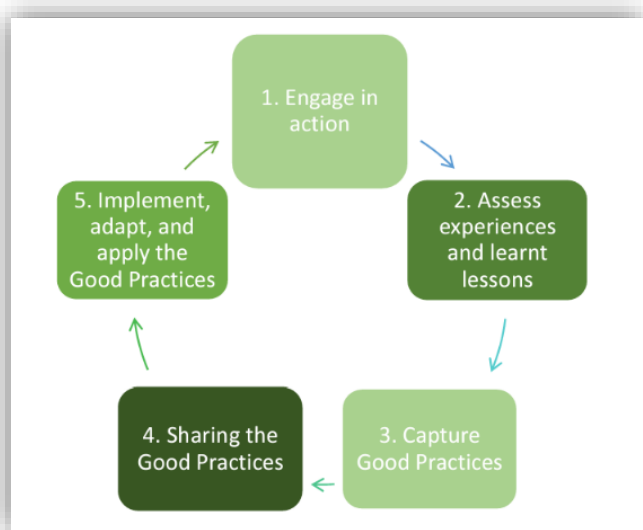 1. Engage in
action
2. Assess
experiences
and learnt
lessons
3. Capture
Good Practices
4. Sharing the
Good Practices
5. Implement,
adapt, and
apply the
Good Practices